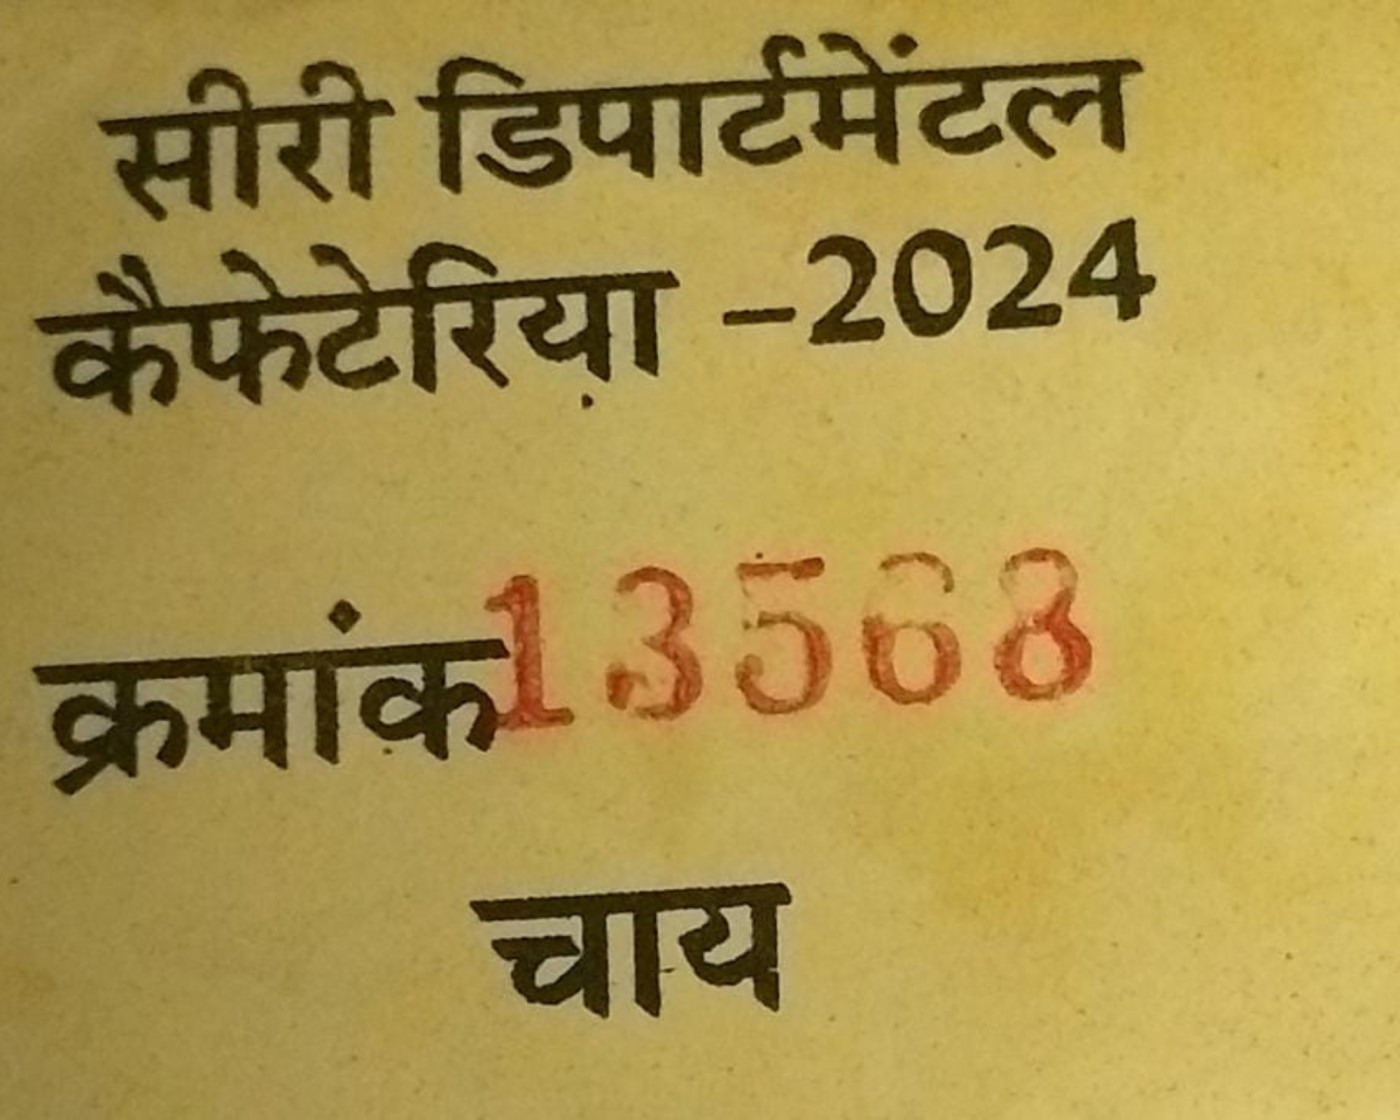 सीरी डिपार्टमेंटल
कैफेटेरिया –2024
क्रमांक 13568
चाय